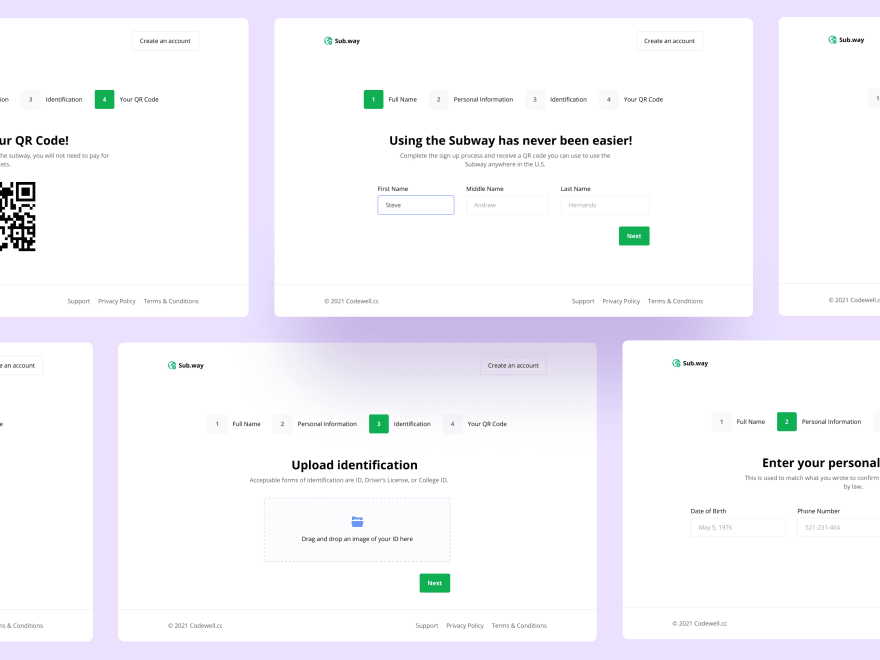 Create an account
ion 3 Identification 4 Your QR Code
ur QR Code!
he subway, you will not need to pay for
ets.
Support Privacy Policy Terms & Conditions
Sub.way
Create an account
1 Full Name 2 Personal Information 3 Identification 4 Your QR Code
Using the Subway has never been easier!
Complete the sign up process and receive a QR code you can use to use the
Subway anywhere in the U.S.
First Name Middle Name Last Name
Steve Andrew Hernands
Next
© 2021 Codewell.cc
Support Privacy Policy Terms & Conditions
Sub.way
1
© 2021 Codewell.c
e an account
e
ms & Conditions
Sub.way
Create an account
1 Full Name 2 Personal Information 3 Identification 4 Your QR Code
Upload identification
Acceptable forms of identification are ID, Driver's License, or College ID.
Drag and drop an image of your ID here
Next
© 2021 Codewell.cc
Support Privacy Policy Terms & Conditions
Sub.way
1 Full Name 2 Personal Information
Enter your personal
This is used to match what you wrote to confirm
by law.
Date of Birth Phone Number
May 5, 1976 521-231-464
© 2021 Codewell.cc